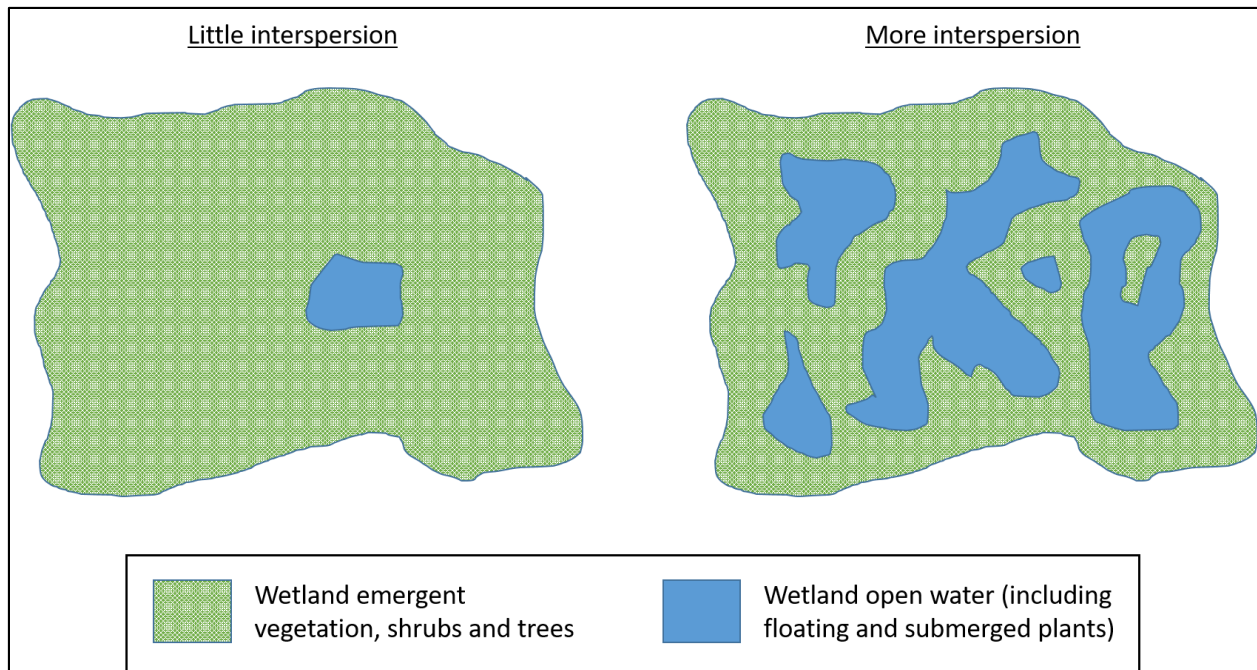 Little interspersion
More interspersion
Wetland emergent
vegetation, shrubs and trees
Wetland open water (including
floating and submerged plants)